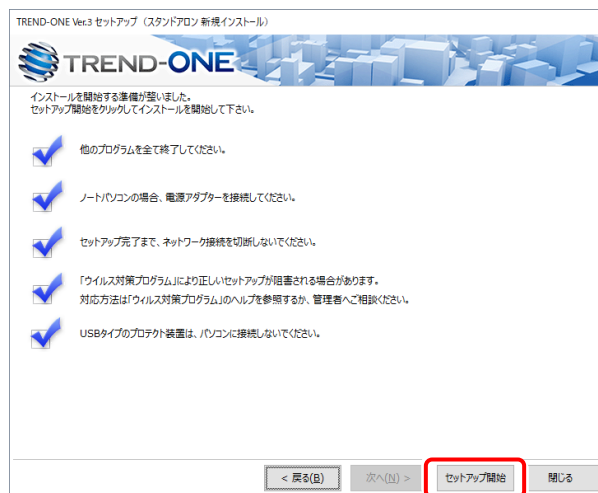 TREND-ONE Ver.3 セットアップ（スタンドアロン 新規インストール）
TREND-ONE
インストールを開始する準備が整いました。
セットアップ開始をクリックしてインストールを開始して下さい。
他のプログラムを全て終了してください。
ノートパソコンの場合、電源アダプターを接続してください。
セットアップ完了まで、ネットワーク接続を切断しないでください。
「ウイルス対策プログラム」により正しいセットアップが阻害される場合があります。
対応方法は「ウィルス対策プログラム」のヘルプを参照するか、管理者へご相談ください。
USBタイプのプロテクト装置は、パソコンに接続しないでください。
< 戻る(B) 次へ(N) > セットアップ開始 閉じる